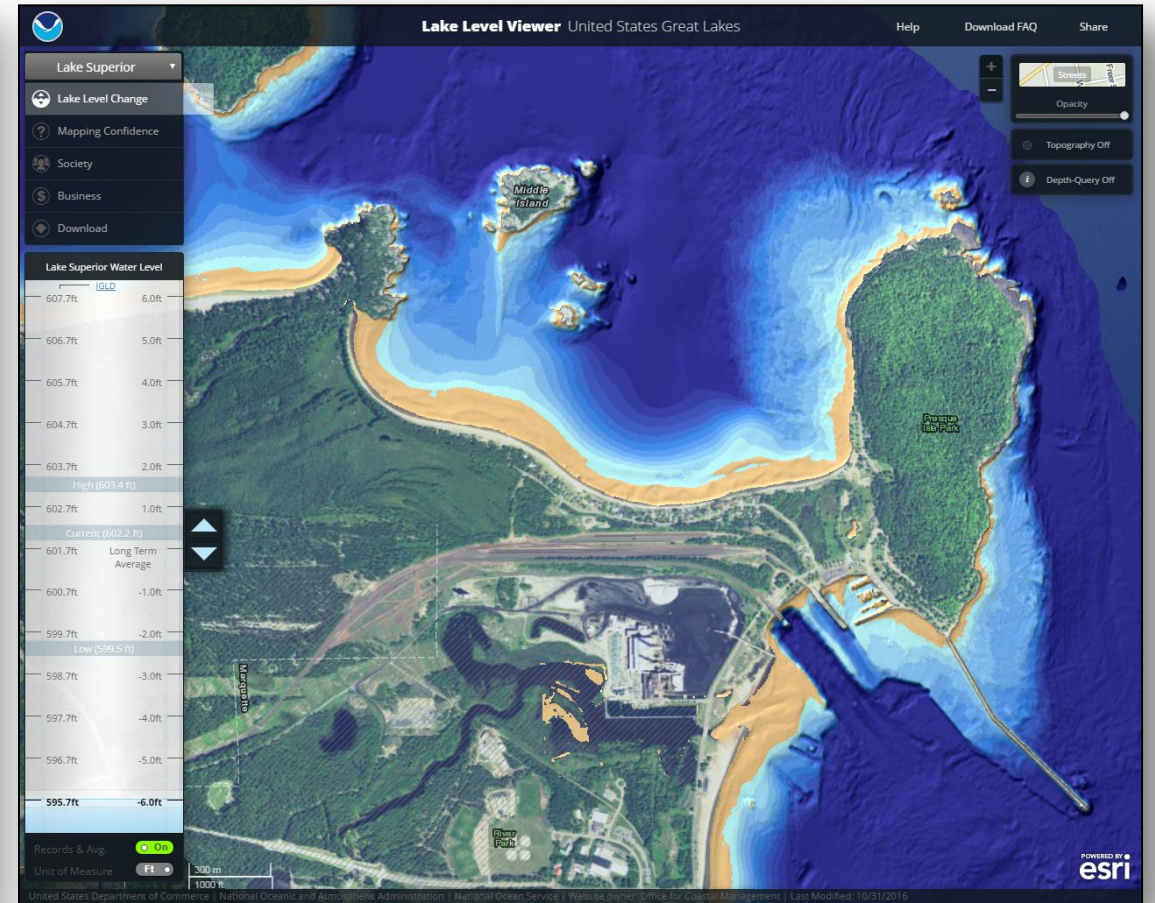 Lake Level Viewer United States Great Lakes
Help
Download FAQ
Share
Lake Superior
Lake Level Change
Mapping Confidence
Society
Business
Download
Streets
Opacity
Topography Off
Depth-Query Off
Lake Superior Water Level
IGLD
607.7ft 6.0ft
606.7ft 5.0ft
605.7ft 4.0ft
604.7ft 3.0ft
603.7ft 2.0ft
High (603.4 ft)
602.7ft 1.0ft
Current (602.2 ft)
601.7ft Long Term
Average
600.7ft -1.0ft
599.7ft -2.0ft
Low (599.5 ft)
598.7ft -3.0ft
597.7ft -4.0ft
596.7ft -5.0ft
595.7ft -6.0ft
Records & Avg. On
Unit of Measure Ft
Middle
Island
Presque
Isle Park
Marquette
River
Park
300 m
1000 ft
POWERED BY
esri
United States Department of Commerce | National Oceanic and Atmospheric Administration | National Ocean Service | Website owner: Office for Coastal Management | Last Modified: 10/31/2016